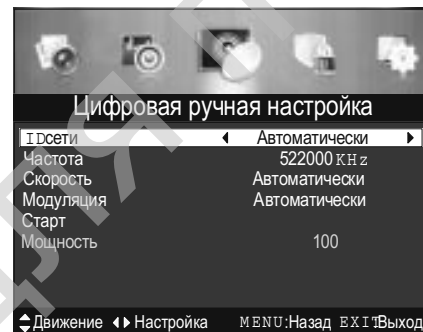 Цифровая ручная настройка
IDсети Автоматически
Частота 522000 KHz
Скорость Автоматически
Модуляция Автоматически
Старт
Мощность 100
Движение Настройка MENU:Назад EXIT:Выход